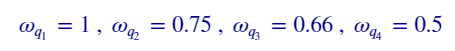 ω_{q_1} = 1 , ω_{q_2} = 0.75 , ω_{q_3} = 0.66 , ω_{q_4} = 0.5